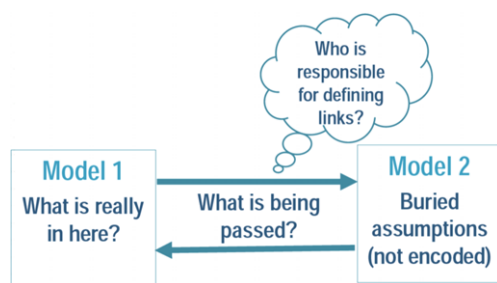 Who is
responsible
for defining
links?
Model 1
What is really
in here?
What is being
passed?
Model 2
Buried
assumptions
(not encoded)